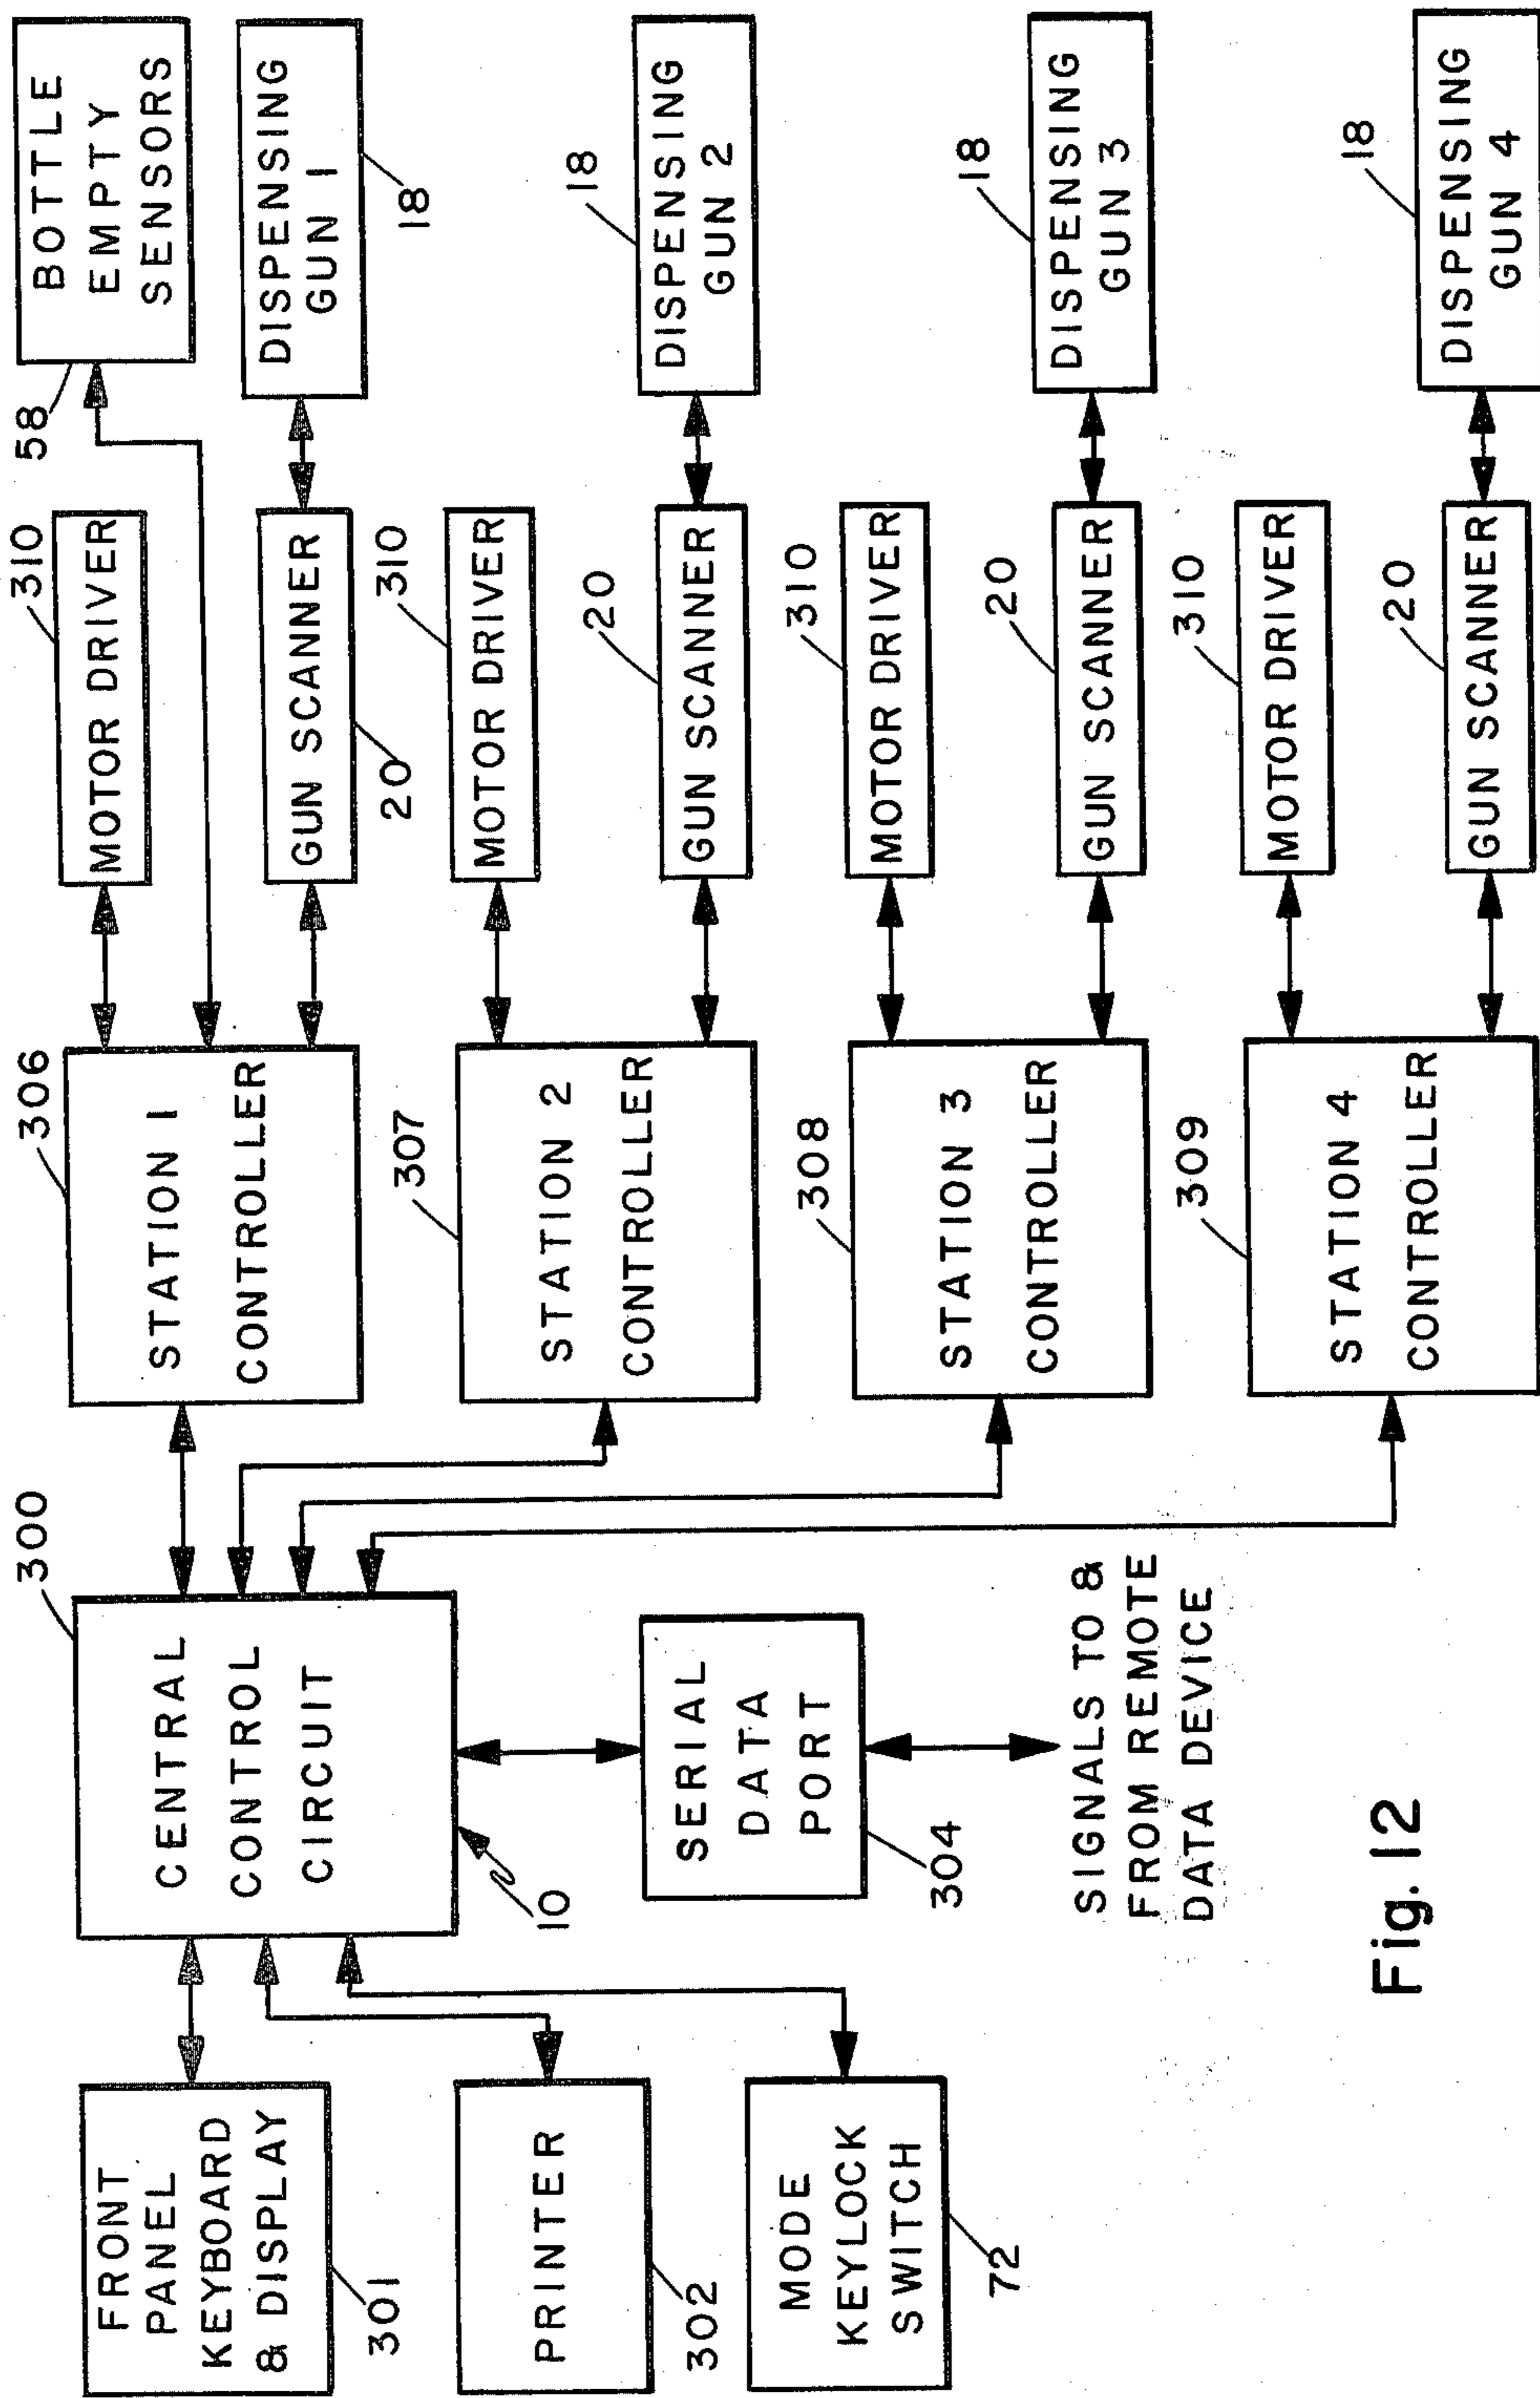 FRONT
PANEL
KEYBOARD
& DISPLAY
301
PRINTER
302
MODE
KEYLOCK
SWITCH
72
300
CENTRAL
CONTROL
CIRCUIT
10
SERIAL
DATA
PORT
304
SIGNALS TO &
FROM REMOTE
DATA DEVICE
306
STATION 1
CONTROLLER
307
STATION 2
CONTROLLER
308
STATION 3
CONTROLLER
309
STATION 4
CONTROLLER
310
MOTOR DRIVER
GUN SCANNER
20
310
MOTOR DRIVER
20
GUN SCANNER
310
MOTOR DRIVER
20
GUN SCANNER
310
MOTOR DRIVER
20
GUN SCANNER
58
BOTTLE
EMPTY
SENSORS
DISPENSING
GUN 1
18
18
DISPENSING
GUN 2
18
DISPENSING
GUN 3
18
DISPENSING
GUN 4
Fig. 12